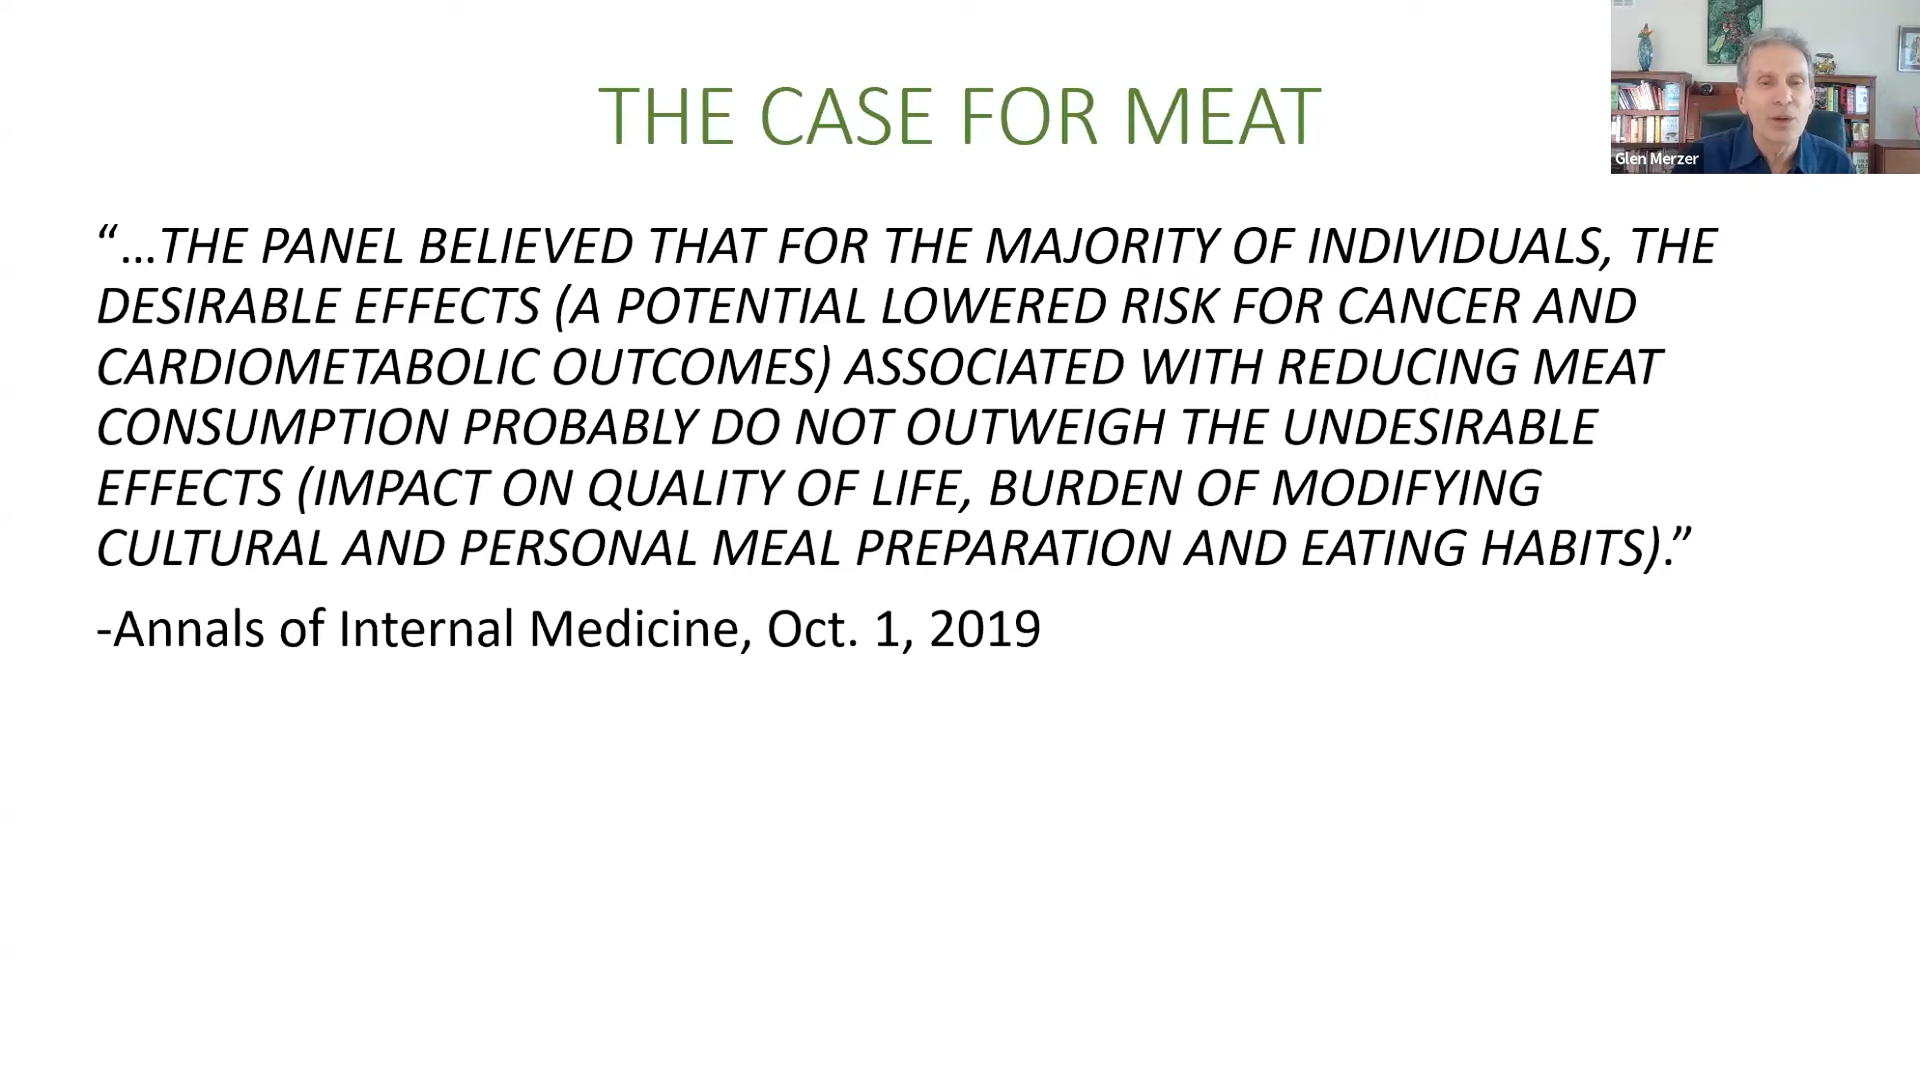 THE CASE FOR MEAT
Glen Merzer
“…THE PANEL BELIEVED THAT FOR THE MAJORITY OF INDIVIDUALS, THE
DESIRABLE EFFECTS (A POTENTIAL LOWERED RISK FOR CANCER AND
CARDIOMETABOLIC OUTCOMES) ASSOCIATED WITH REDUCING MEAT
CONSUMPTION PROBABLY DO NOT OUTWEIGH THE UNDESIRABLE
EFFECTS (IMPACT ON QUALITY OF LIFE, BURDEN OF MODIFYING
CULTURAL AND PERSONAL MEAL PREPARATION AND EATING HABITS).”
-Annals of Internal Medicine, Oct. 1, 2019